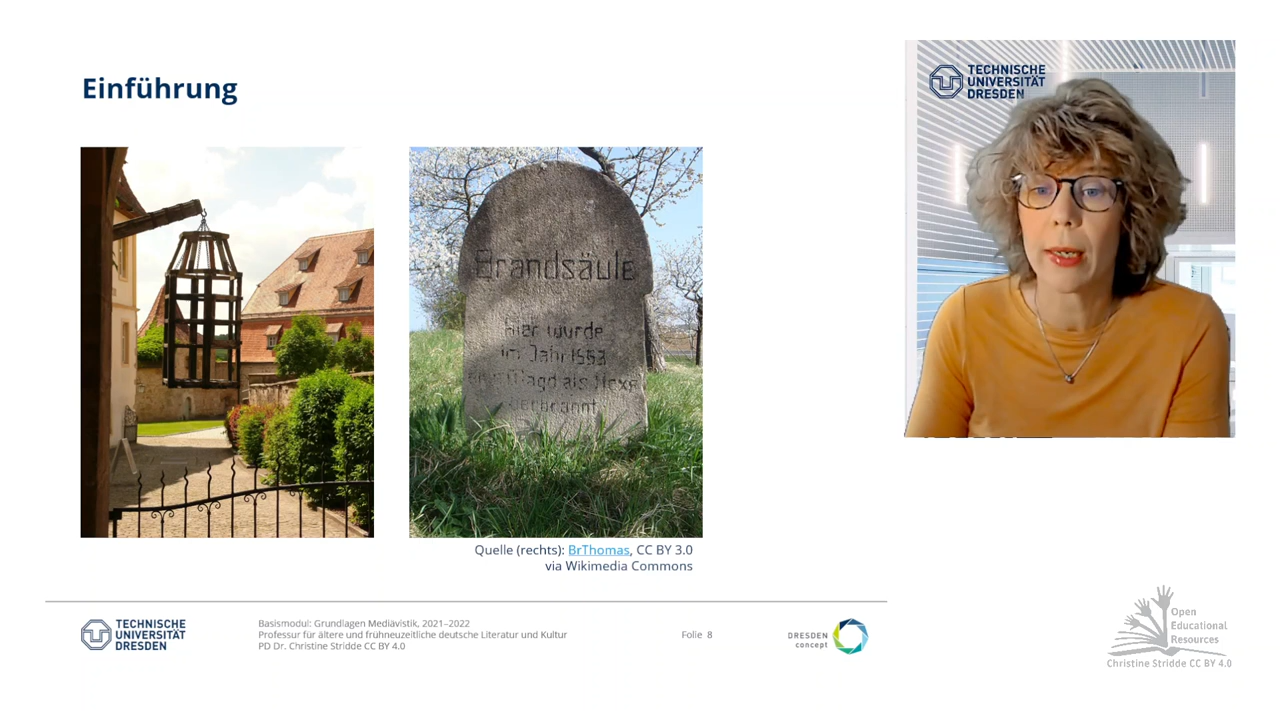 Einführung
TECHNISCHE
UNIVERSITÄT
DRESDEN
Brandsäule
Hier wurde
im Jahr 1553
eine Magd als Hexe
verbrannt
Quelle (rechts): BrThomas, CC BY 3.0
via Wikimedia Commons
TECHNISCHE
UNIVERSITÄT
DRESDEN
Basismodul: Grundlagen Mediävistik, 2021–2022
Professur für ältere und frühneuzeitliche deutsche Literatur und Kultur
PD Dr. Christine Stridde CC BY 4.0
Folie 8
DRESDEN
concept
Open
Educational
Resources
Christine Stridde CC BY 4.0